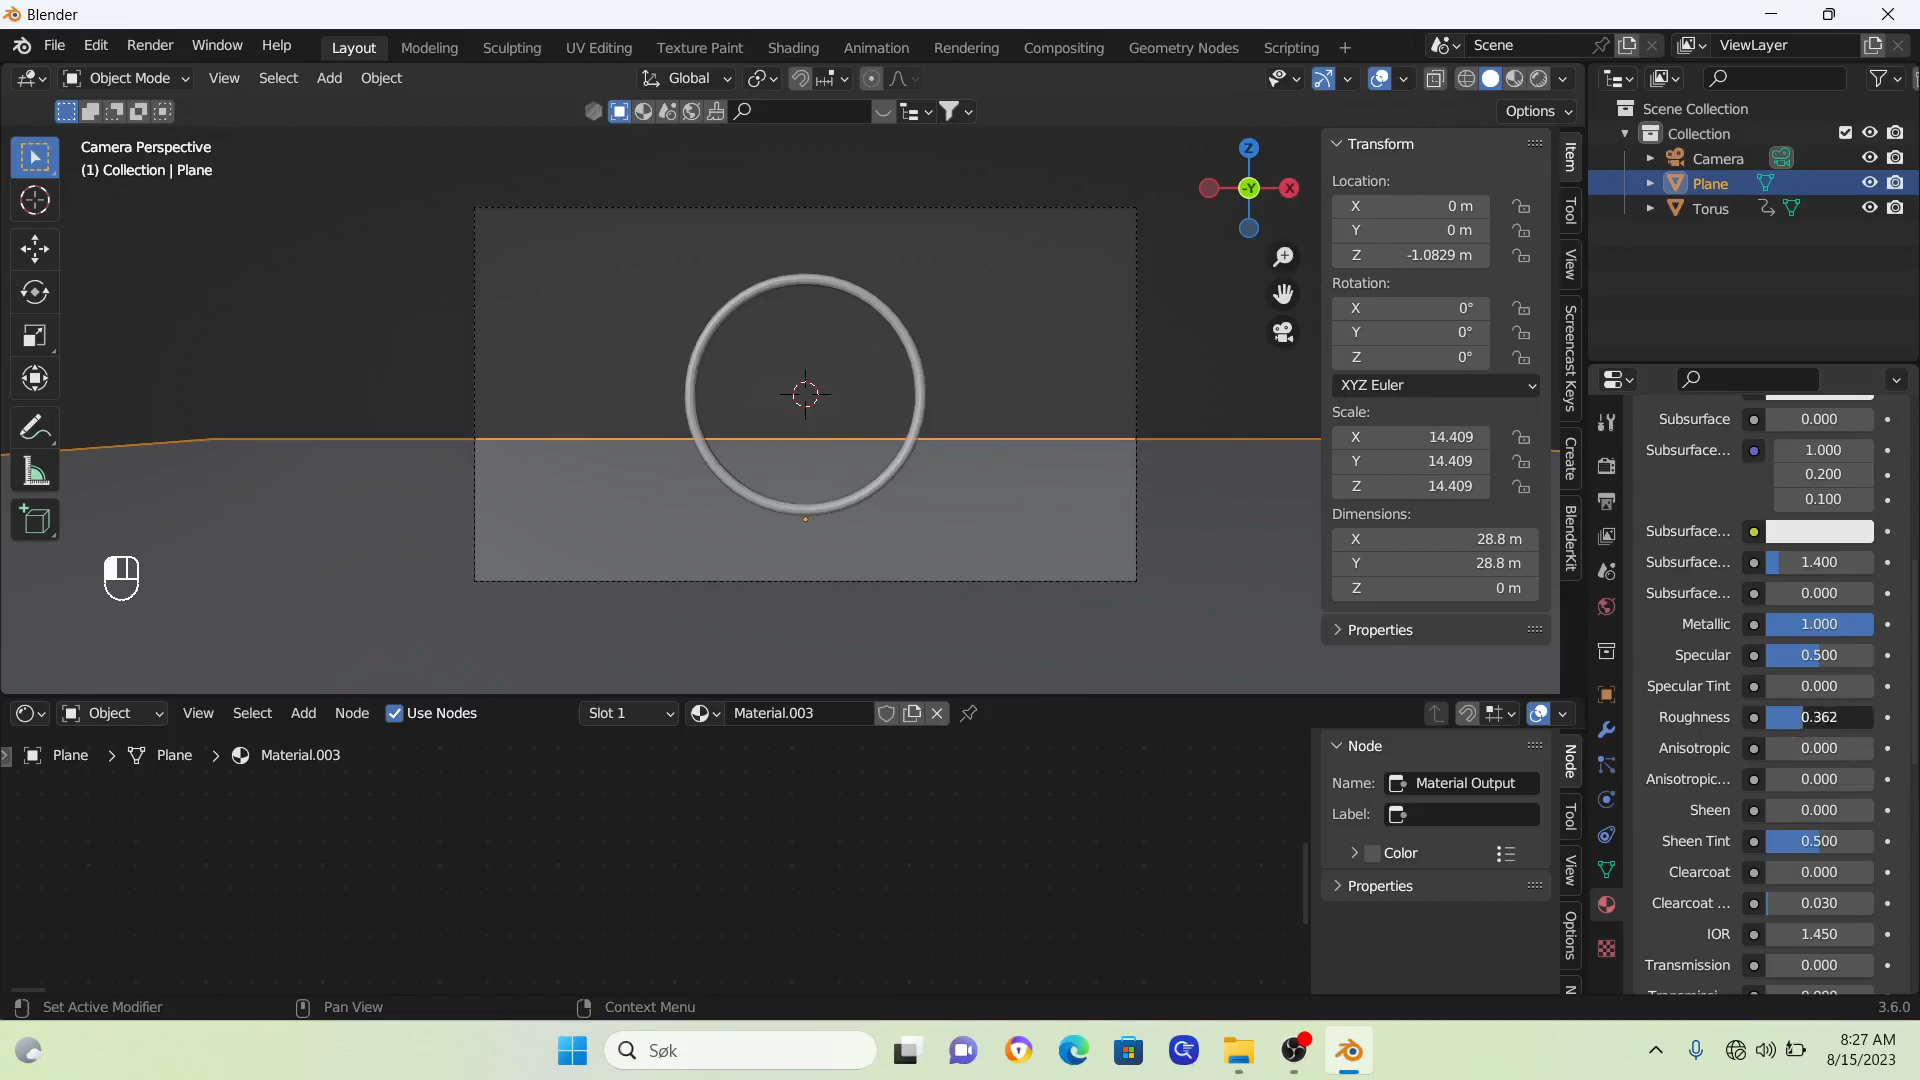 Blender
File Edit Render Window Help Layout Modeling Sculpting UV Editing Texture Paint Shading Animation Rendering Compositing Geometry Nodes Scripting + Scene ViewLayer
Object Mode View Select Add Object Global
Options
Camera Perspective
(1) Collection | Plane
Z
-Y
X
Transform
Location:
X 0 m
Y 0 m
Z -1.0829 m
Rotation:
X 0°
Y 0°
Z 0°
XYZ Euler
Scale:
X 14.409
Y 14.409
Z 14.409
Dimensions:
X 28.8 m
Y 28.8 m
Z 0 m
Properties
Item
Tool
View
Screencast Keys
Create
BlenderKit
Scene Collection
Collection
Camera
Plane
Torus
Subsurface 0.000
Subsurface... 1.000
0.200
0.100
Subsurface...
Subsurface... 1.400
Subsurface... 0.000
Metallic 1.000
Specular 0.500
Specular Tint 0.000
Roughness 0.362
Anisotropic 0.000
Anisotropic... 0.000
Sheen 0.000
Sheen Tint 0.500
Clearcoat 0.000
Clearcoat ... 0.030
IOR 1.450
Transmission 0.000
Object View Select Add Node Use Nodes Slot 1 Material.003
Plane > Plane > Material.003
Node
Name: Material Output
Label:
Color
Properties
Node
Tool
View
Options
N
Set Active Modifier Pan View Context Menu 3.6.0
Søk
8:27 AM
8/15/2023